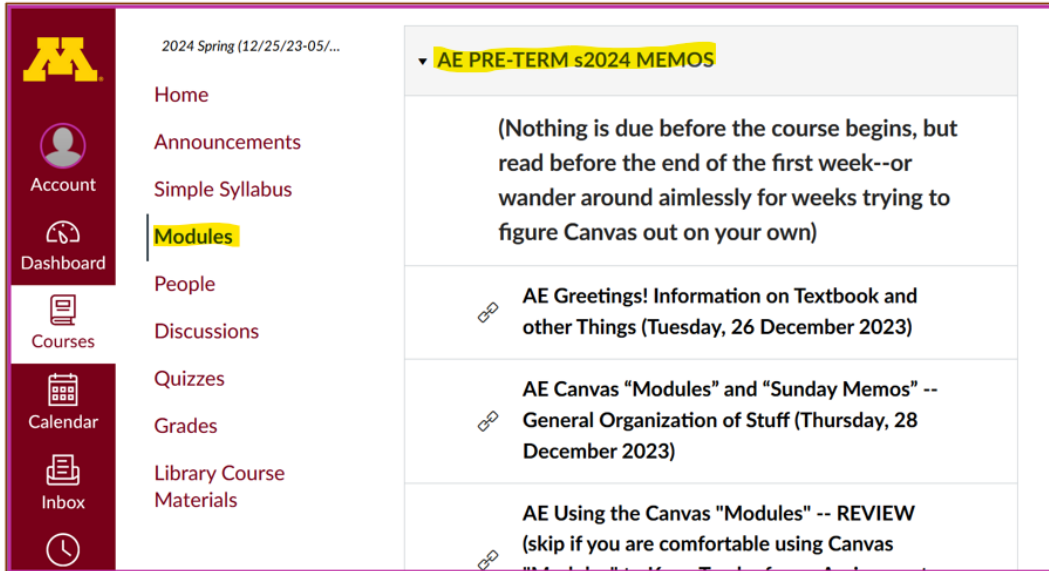 M
Account
Dashboard
Courses
Calendar
Inbox
2024 Spring (12/25/23-05/...
Home
Announcements
Simple Syllabus
Modules
People
Discussions
Quizzes
Grades
Library Course
Materials
AE PRE-TERM s2024 MEMOS
(Nothing is due before the course begins, but
read before the end of the first week--or
wander around aimlessly for weeks trying to
figure Canvas out on your own)
AE Greetings! Information on Textbook and
other Things (Tuesday, 26 December 2023)
AE Canvas “Modules” and “Sunday Memos” --
General Organization of Stuff (Thursday, 28
December 2023)
AE Using the Canvas "Modules" -- REVIEW
(skip if you are comfortable using Canvas